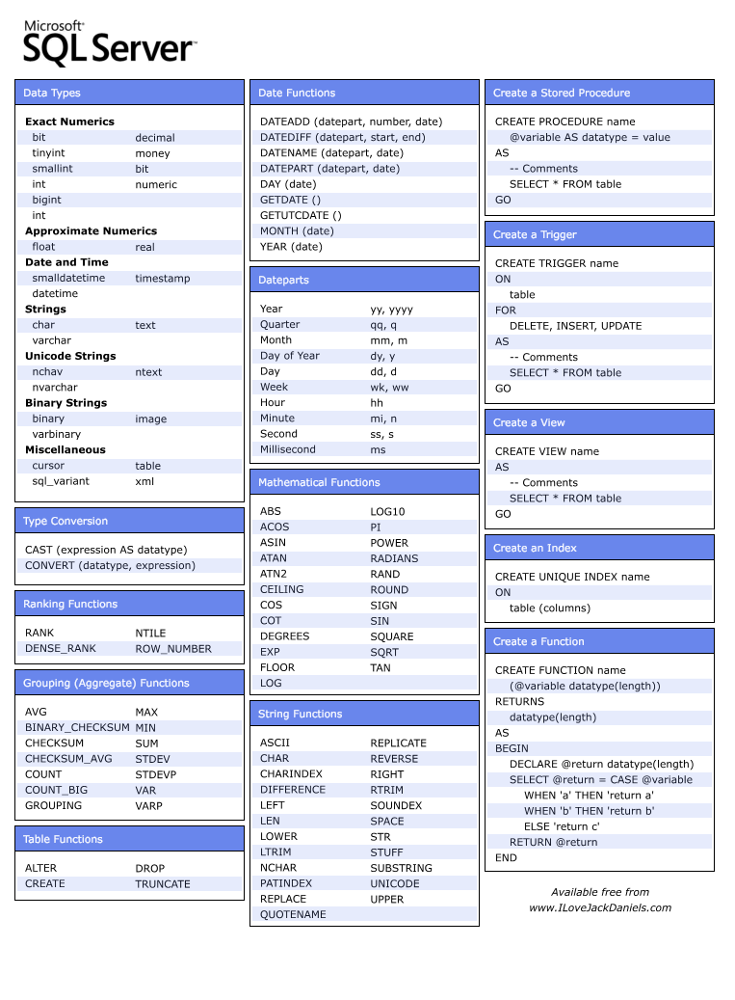 Microsoft®
SQL Server™
Data Types
Exact Numerics
bit decimal
tinyint money
smallint bit
int numeric
bigint
int
Approximate Numerics
float real
Date and Time
smalldatetime timestamp
datetime
Strings
char text
varchar
Unicode Strings
nchav ntext
nvarchar
Binary Strings
binary image
varbinary
Miscellaneous
cursor table
sql_variant xml
Type Conversion
CAST (expression AS datatype)
CONVERT (datatype, expression)
Ranking Functions
RANK NTILE
DENSE_RANK ROW_NUMBER
Grouping (Aggregate) Functions
AVG MAX
BINARY_CHECKSUM MIN
CHECKSUM SUM
CHECKSUM_AVG STDEV
COUNT STDEVP
COUNT_BIG VAR
GROUPING VARP
Table Functions
ALTER DROP
CREATE TRUNCATE
Date Functions
DATEADD (datepart, number, date)
DATEDIFF (datepart, start, end)
DATENAME (datepart, date)
DATEPART (datepart, date)
DAY (date)
GETDATE ()
GETUTCDATE ()
MONTH (date)
YEAR (date)
Dateparts
Year yy, yyyy
Quarter qq, q
Month mm, m
Day of Year dy, y
Day dd, d
Week wk, ww
Hour hh
Minute mi, n
Second ss, s
Millisecond ms
Mathematical Functions
ABS LOG10
ACOS PI
ASIN POWER
ATAN RADIANS
ATN2 RAND
CEILING ROUND
COS SIGN
COT SIN
DEGREES SQUARE
EXP SQRT
FLOOR TAN
LOG
String Functions
ASCII REPLICATE
CHAR REVERSE
CHARINDEX RIGHT
DIFFERENCE RTRIM
LEFT SOUNDEX
LEN SPACE
LOWER STR
LTRIM STUFF
NCHAR SUBSTRING
PATINDEX UNICODE
REPLACE UPPER
QUOTENAME
Create a Stored Procedure
CREATE PROCEDURE name
@variable AS datatype = value
AS
-- Comments
SELECT * FROM table
GO
Create a Trigger
CREATE TRIGGER name
ON
table
FOR
DELETE, INSERT, UPDATE
AS
-- Comments
SELECT * FROM table
GO
Create a View
CREATE VIEW name
AS
-- Comments
SELECT * FROM table
GO
Create an Index
CREATE UNIQUE INDEX name
ON
table (columns)
Create a Function
CREATE FUNCTION name
(@variable datatype(length))
RETURNS
datatype(length)
AS
BEGIN
DECLARE @return datatype(length)
SELECT @return = CASE @variable
WHEN 'a' THEN 'return a'
WHEN 'b' THEN 'return b'
ELSE 'return c'
RETURN @return
END
Available free from
www.ILoveJackDaniels.com